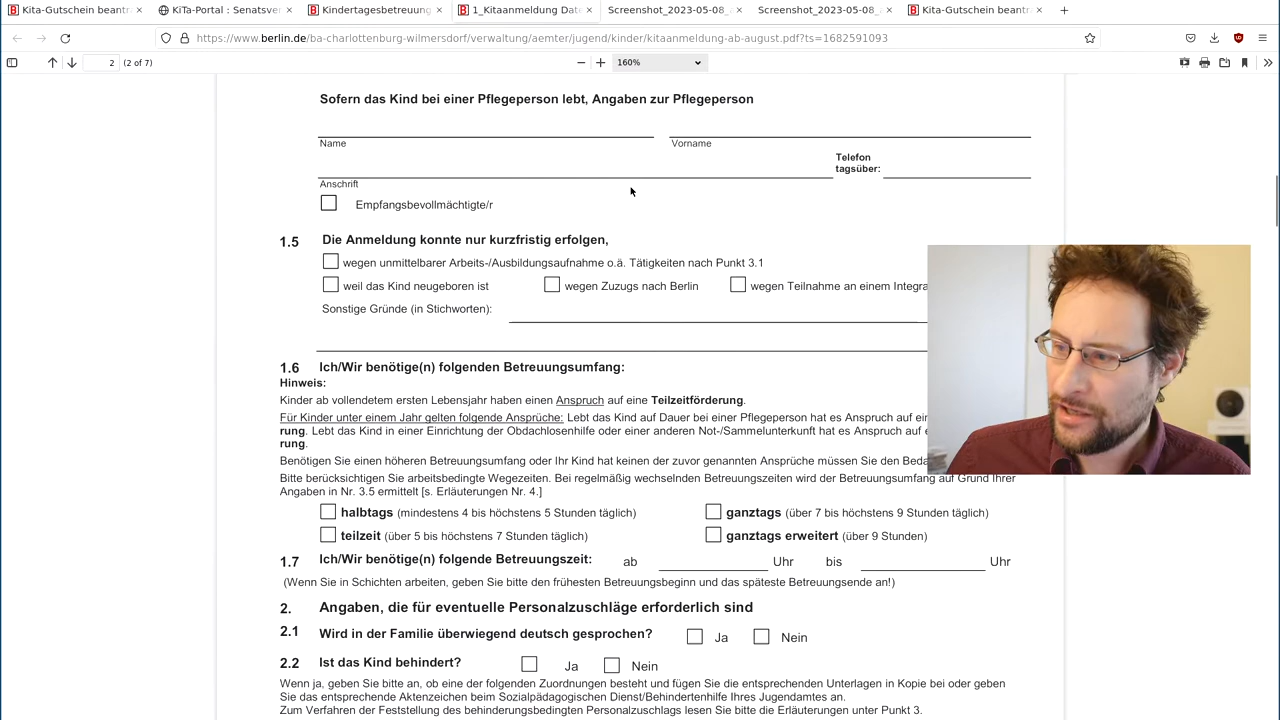 Kita-Gutschein beantr
KiTa-Portal : Senatsver
Kindertagesbetreuung
1_Kitaanmeldung Date
Screenshot_2023-05-08_
Screenshot_2023-05-08_
Kita-Gutschein beantr
https://www.berlin.de/ba-charlottenburg-wilmersdorf/verwaltung/aemter/jugend/kinder/kitaanmeldung-ab-august.pdf?ts=1682591093
2 (2 of 7) 160%
Sofern das Kind bei einer Pflegeperson lebt, Angaben zur Pflegeperson
Name Vorname
Telefon
tagsüber:
Anschrift
Empfangsbevollmächtigte/r
1.5 Die Anmeldung konnte nur kurzfristig erfolgen,
wegen unmittelbarer Arbeits-/Ausbildungsaufnahme o.ä. Tätigkeiten nach Punkt 3.1
weil das Kind neugeboren ist wegen Zuzugs nach Berlin wegen Teilnahme an einem Integra
Sonstige Gründe (in Stichworten):
1.6 Ich/Wir benötige(n) folgenden Betreuungsumfang:
Hinweis:
Kinder ab vollendetem ersten Lebensjahr haben einen Anspruch auf eine Teilzeitförderung.
Für Kinder unter einem Jahr gelten folgende Ansprüche: Lebt das Kind auf Dauer bei einer Pflegeperson hat es Anspruch auf ein
rung. Lebt das Kind in einer Einrichtung der Obdachlosenhilfe oder einer anderen Not-/Sammelunterkunft hat es Anspruch auf e
rung.
Benötigen Sie einen höheren Betreuungsumfang oder Ihr Kind hat keinen der zuvor genannten Ansprüche müssen Sie den Beda
Bitte berücksichtigen Sie arbeitsbedingte Wegezeiten. Bei regelmäßig wechselnden Betreuungszeiten wird der Betreuungsumfang auf Grund Ihrer
Angaben in Nr. 3.5 ermittelt [s. Erläuterungen Nr. 4.]
halbtags (mindestens 4 bis höchstens 5 Stunden täglich) ganztags (über 7 bis höchstens 9 Stunden täglich)
teilzeit (über 5 bis höchstens 7 Stunden täglich) ganztags erweitert (über 9 Stunden)
1.7 Ich/Wir benötige(n) folgende Betreuungszeit: ab Uhr bis Uhr
(Wenn Sie in Schichten arbeiten, geben Sie bitte den frühesten Betreuungsbeginn und das späteste Betreuungsende an!)
2. Angaben, die für eventuelle Personalzuschläge erforderlich sind
2.1 Wird in der Familie überwiegend deutsch gesprochen? Ja Nein
2.2 Ist das Kind behindert? Ja Nein
Wenn ja, geben Sie bitte an, ob eine der folgenden Zuordnungen besteht und fügen Sie die entsprechenden Unterlagen in Kopie bei oder geben
Sie das entsprechende Aktenzeichen beim Sozialpädagogischen Dienst/Behindertenhilfe Ihres Jugendamtes an.
Zum Verfahren der Feststellung des behinderungsbedingten Personalzuschlags lesen Sie bitte die Erläuterungen unter Punkt 3.